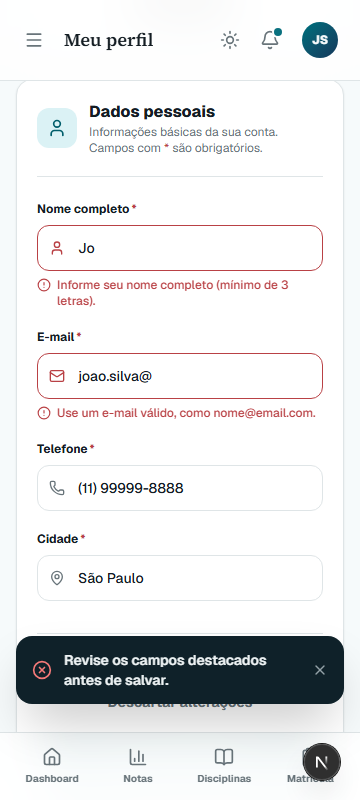 Meu perfil
JS
Dados pessoais
Informações básicas da sua conta.
Campos com * são obrigatórios.
Nome completo *
Jo
Informe seu nome completo (mínimo de 3
letras).
E-mail *
joao.silva@
Use um e-mail válido, como nome@email.com.
Telefone *
(11) 99999-8888
Cidade *
São Paulo
Revise os campos destacados
antes de salvar.
Descartar alterações
Dashboard
Notas
Disciplinas
N